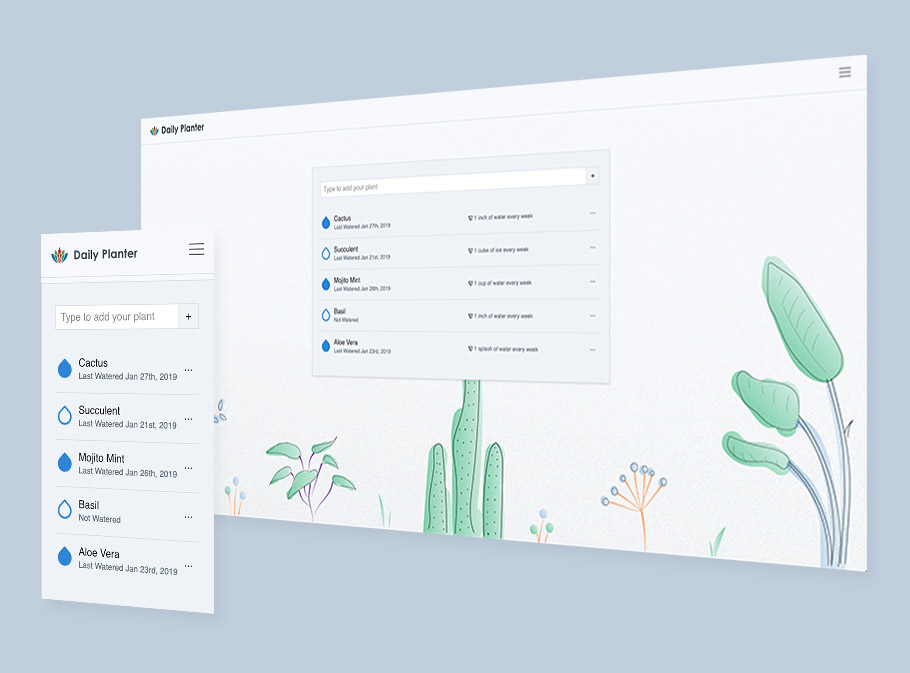 Daily Planter
Type to add your plant
Cactus
Last Watered Jan 27th, 2019
1 inch of water every week
Succulent
Last Watered Jan 21st, 2019
1 cube of ice every week
Mojito Mint
Last Watered Jan 26th, 2019
1 cup of water every week
Basil
Not Watered
1 inch of water every week
Aloe Vera
Last Watered Jan 23rd, 2019
1 splash of water every week
Daily Planter
Type to add your plant +
Cactus
Last Watered Jan 27th, 2019
Succulent
Last Watered Jan 21st, 2019
Mojito Mint
Last Watered Jan 26th, 2019
Basil
Not Watered
Aloe Vera
Last Watered Jan 23rd, 2019